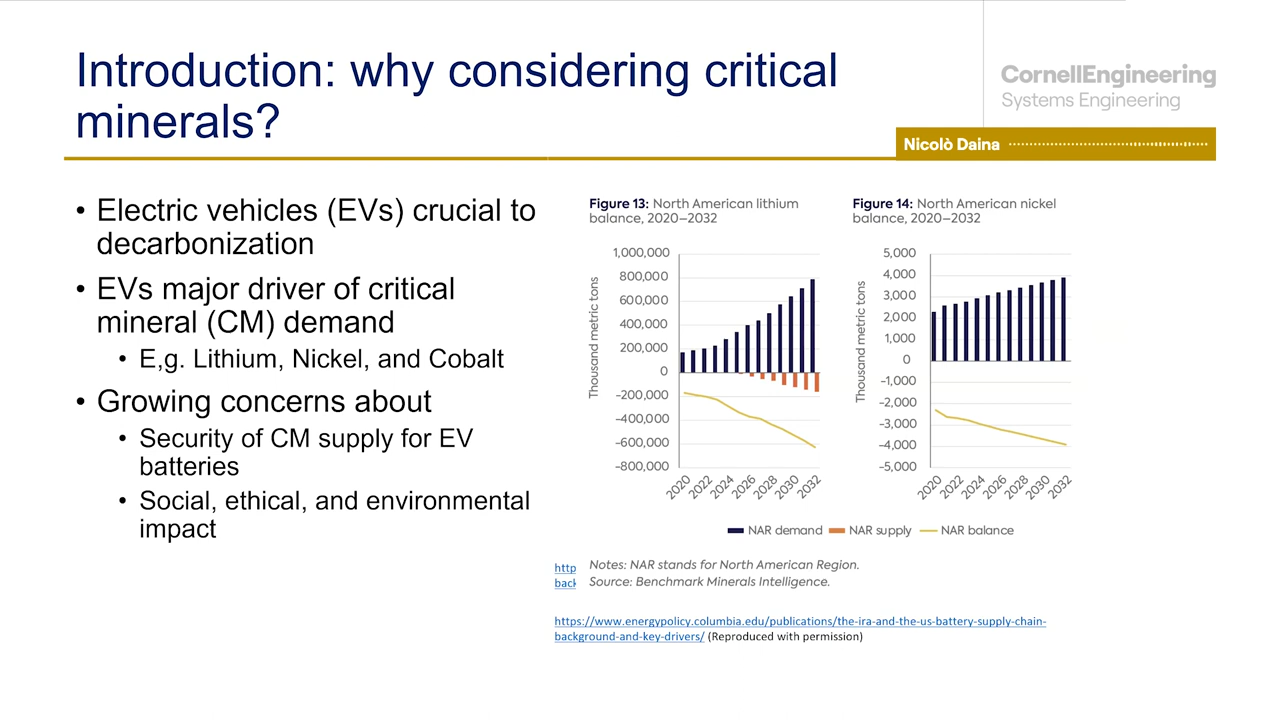 Introduction: why considering critical
minerals?
CornellEngineering
Systems Engineering
Nicolò Daina
• Electric vehicles (EVs) crucial to
decarbonization
• EVs major driver of critical
mineral (CM) demand
• E,g. Lithium, Nickel, and Cobalt
• Growing concerns about
• Security of CM supply for EV
batteries
• Social, ethical, and environmental
impact
Figure 13: North American lithium
balance, 2020–2032
Thousand metric tons
1,000,000
800,000
600,000
400,000
200,000
0
-200,000
-400,000
-600,000
-800,000
2020 2022 2024 2026 2028 2030 2032
Figure 14: North American nickel
balance, 2020–2032
Thousand metric tons
5,000
4,000
3,000
2,000
1,000
0
-1,000
-2,000
-3,000
-4,000
-5,000
2020 2022 2024 2026 2028 2030 2032
NAR demand NAR supply NAR balance
http
back
Notes: NAR stands for North American Region.
Source: Benchmark Minerals Intelligence.
https://www.energypolicy.columbia.edu/publications/the-ira-and-the-us-battery-supply-chain-
background-and-key-drivers/ (Reproduced with permission)